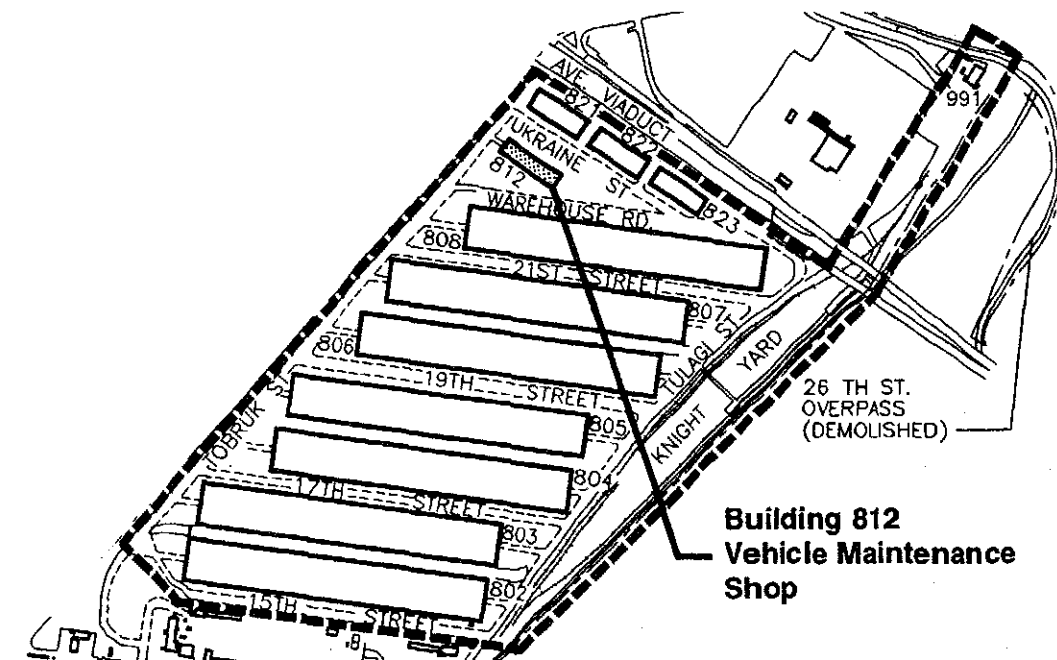 AVE. VIADUCT
991
821
822
UKRAINE ST
812
823
WAREHOUSE RD.
808
21ST STREET
807
TULAGI ST
YARD
KNIGHT
806
19TH STREET
26 TH ST.
OVERPASS
(DEMOLISHED)
805
TOBRUK
804
17TH STREET
803
Building 812
Vehicle Maintenance
Shop
802
15TH STREET